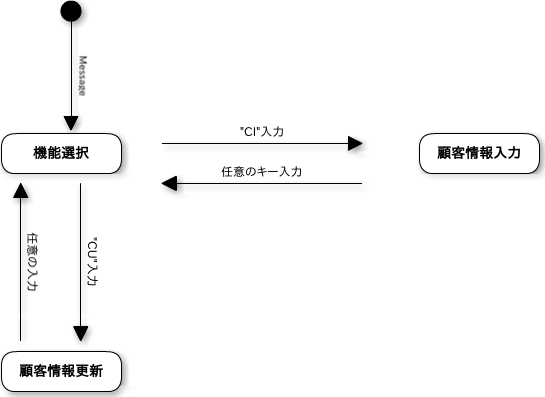 Message
"CI"入力
機能選択
顧客情報入力
任意のキー入力
任意の入力
"CU"入力
顧客情報更新